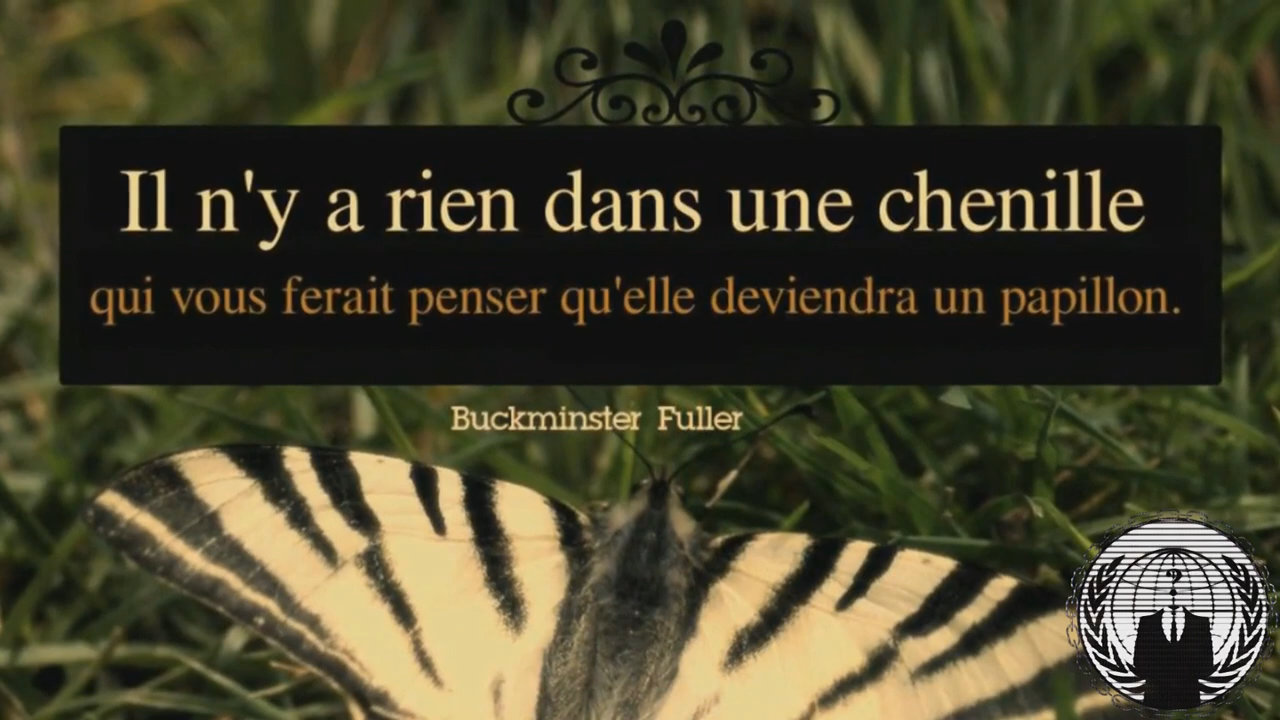 Il n'y a rien dans une chenille
qui vous ferait penser qu'elle deviendra un papillon.
Buckminster Fuller
?